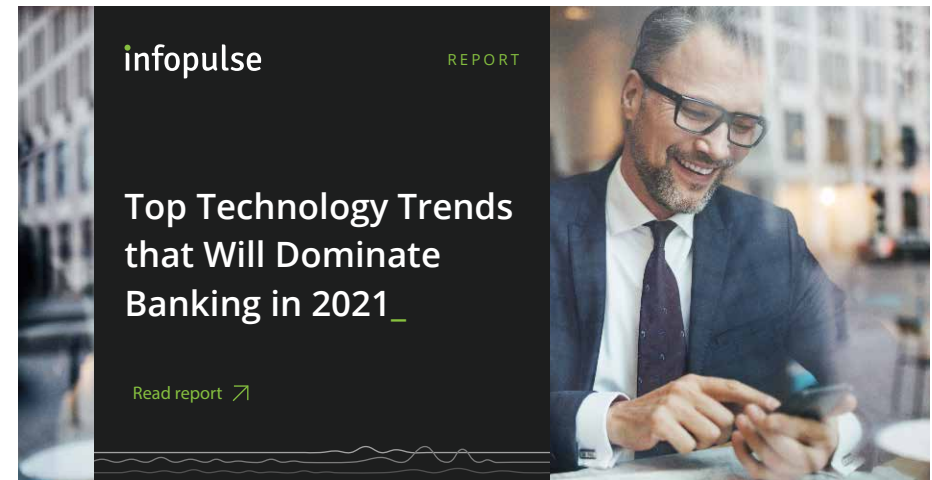 infopulse
REPORT
Top Technology Trends
that Will Dominate
Banking in 2021_
Read report